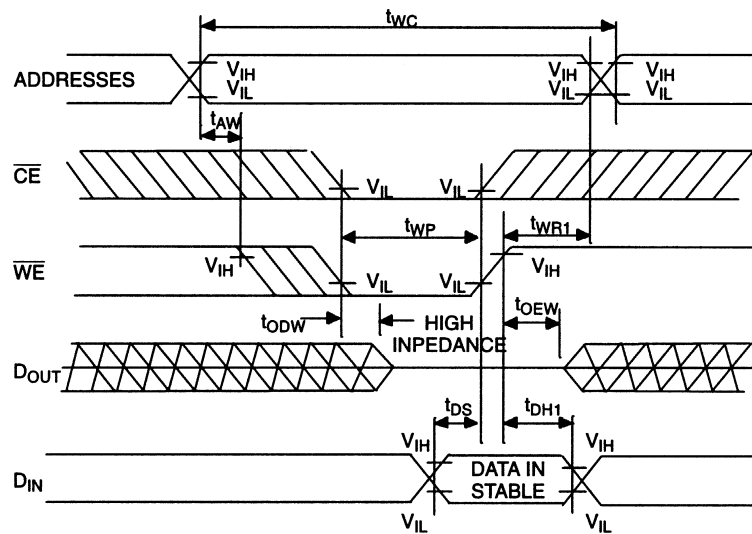 tWC
ADDRESSES
VIH VIH VIH
VIL VIL VIL
tAW
CE
VIL VIL
tWP tWR1
WE
VIH VIH
VIL VIL
tODW HIGH tOEW
INPEDANCE
DOUT
tDS tDH1
VIH VIH
DIN
DATA IN
STABLE
VIL VIL